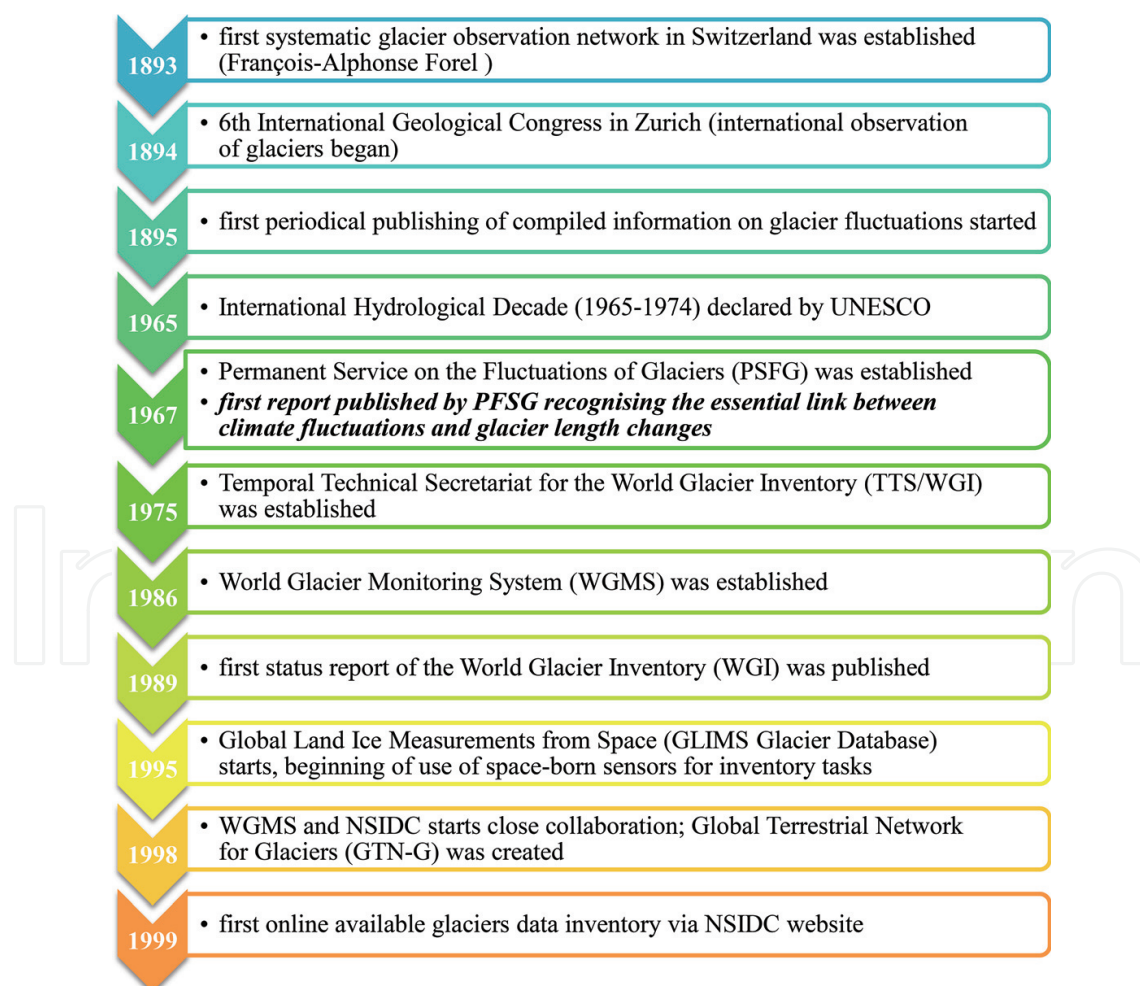 1893
• first systematic glacier observation network in Switzerland was established
(François-Alphonse Forel )
1894
• 6th International Geological Congress in Zurich (international observation
of glaciers began)
1895
• first periodical publishing of compiled information on glacier fluctuations started
1965
• International Hydrological Decade (1965-1974) declared by UNESCO
1967
• Permanent Service on the Fluctuations of Glaciers (PSFG) was established
• first report published by PFSG recognising the essential link between
climate fluctuations and glacier length changes
1975
• Temporal Technical Secretariat for the World Glacier Inventory (TTS/WGI)
was established
1986
• World Glacier Monitoring System (WGMS) was established
1989
• first status report of the World Glacier Inventory (WGI) was published
1995
• Global Land Ice Measurements from Space (GLIMS Glacier Database)
starts, beginning of use of space-born sensors for inventory tasks
1998
• WGMS and NSIDC starts close collaboration; Global Terrestrial Network
for Glaciers (GTN-G) was created
1999
• first online available glaciers data inventory via NSIDC website